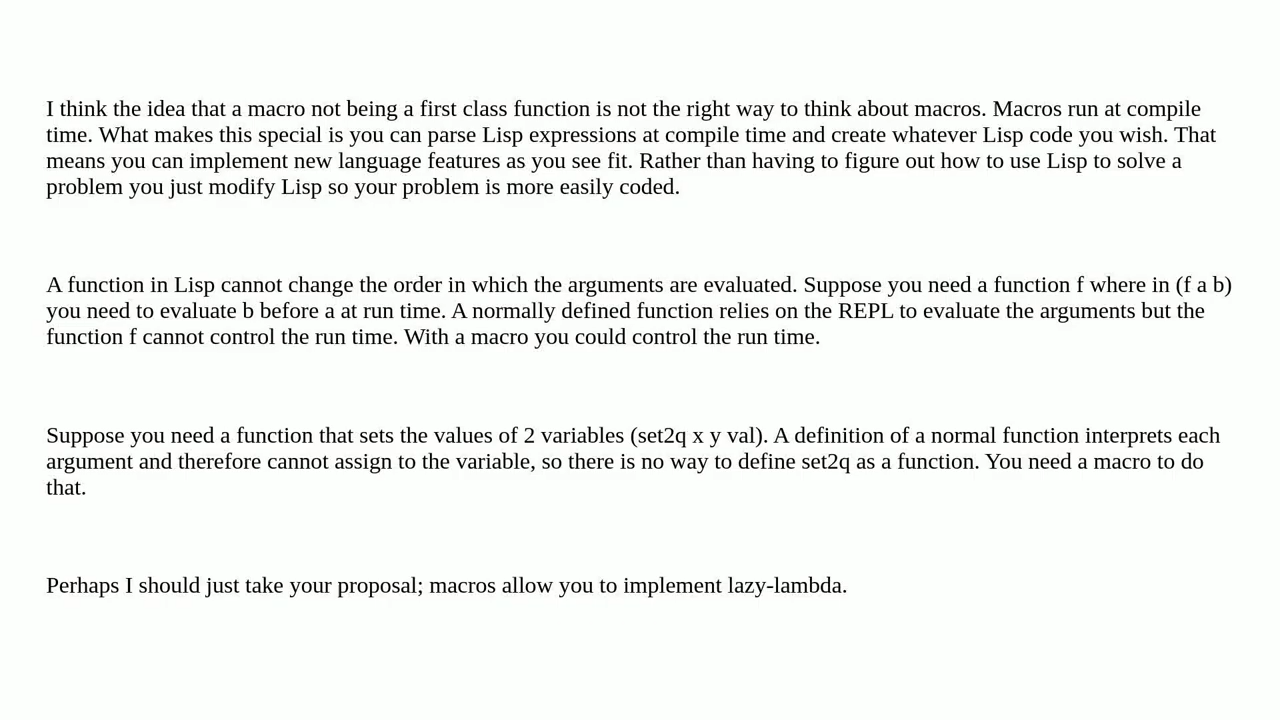 I think the idea that a macro not being a first class function is not the right way to think about macros. Macros run at compile
time. What makes this special is you can parse Lisp expressions at compile time and create whatever Lisp code you wish. That
means you can implement new language features as you see fit. Rather than having to figure out how to use Lisp to solve a
problem you just modify Lisp so your problem is more easily coded.
A function in Lisp cannot change the order in which the arguments are evaluated. Suppose you need a function f where in (f a b)
you need to evaluate b before a at run time. A normally defined function relies on the REPL to evaluate the arguments but the
function f cannot control the run time. With a macro you could control the run time.
Suppose you need a function that sets the values of 2 variables (set2q x y val). A definition of a normal function interprets each
argument and therefore cannot assign to the variable, so there is no way to define set2q as a function. You need a macro to do
that.
Perhaps I should just take your proposal; macros allow you to implement lazy-lambda.